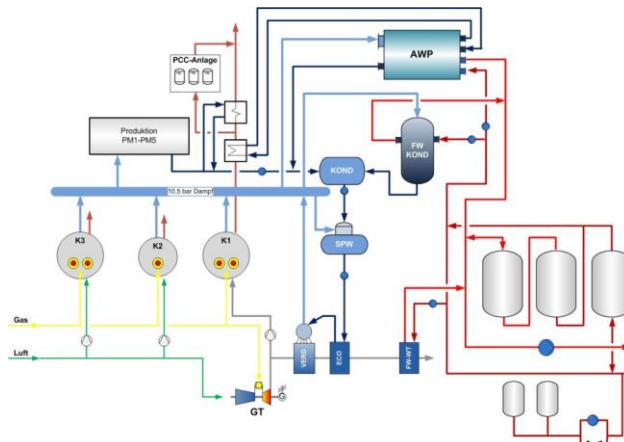 PCC-Anlage
AWP
Produktion
PM1-PM5
FW
KOND
KOND
10,5 bar Dampf
K3
K2
K1
SPW
Gas
Luft
VERD
ECO
FW-WT
GT
G